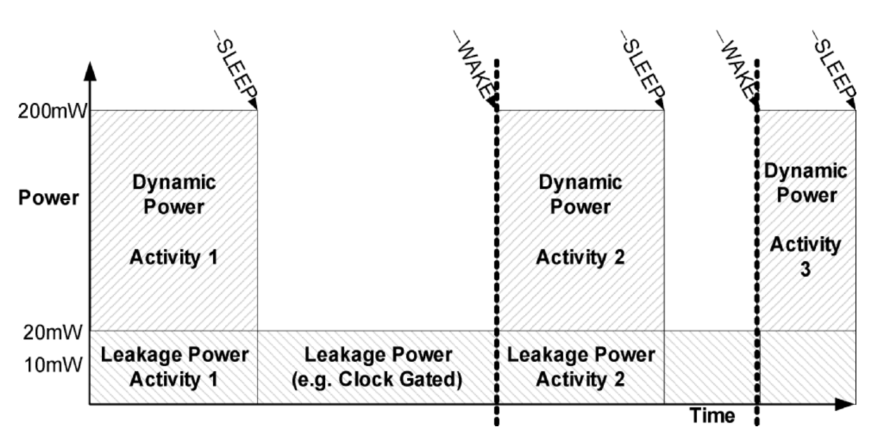 SLEEP
WAKE
SLEEP
WAKE
SLEEP
200mW
Power
20mW
10mW
Dynamic
Power
Activity 1
Dynamic
Power
Activity 2
Dynamic
Power
Activity
3
Leakage Power
Activity 1
Leakage Power
(e.g. Clock Gated)
Leakage Power
Activity 2
Time